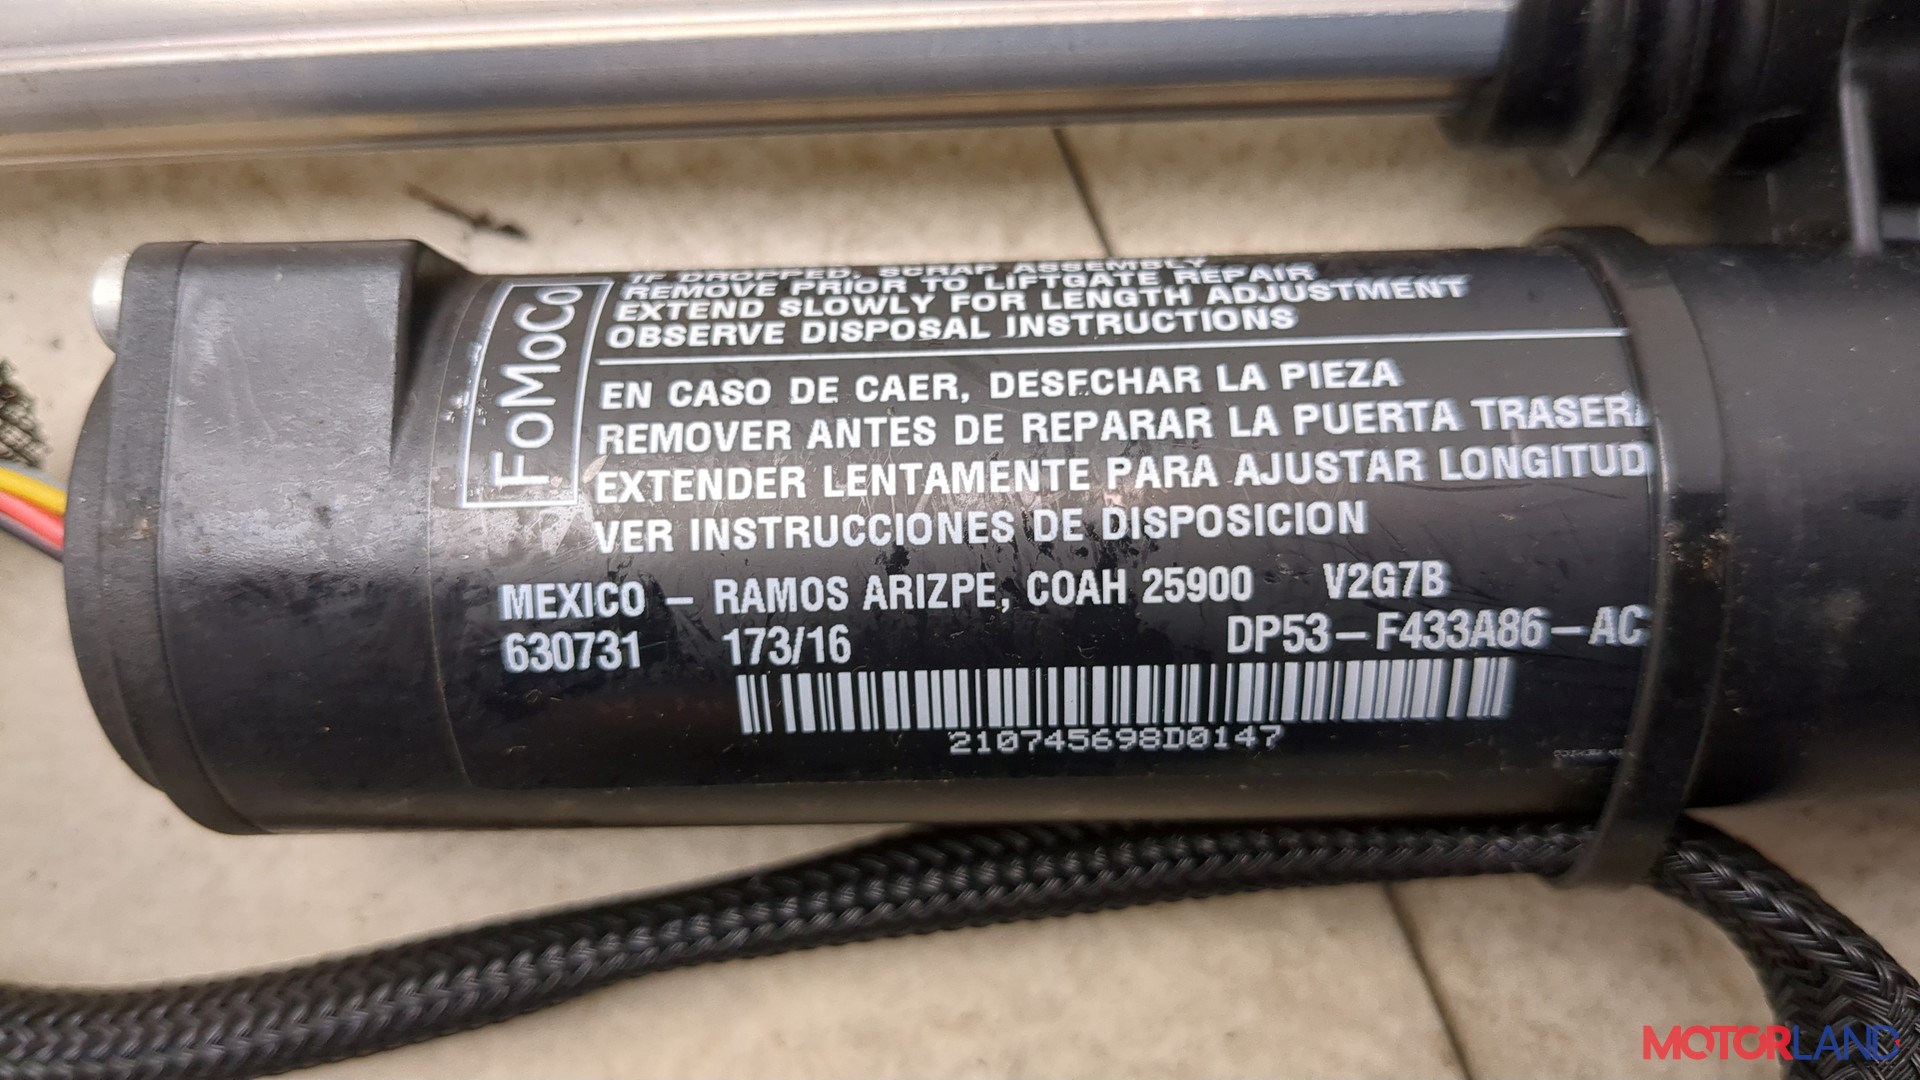 FoMoCo
IF DROPPED, SCRAP ASSEMBLY
REMOVE PRIOR TO LIFTGATE REPAIR
EXTEND SLOWLY FOR LENGTH ADJUSTMENT
OBSERVE DISPOSAL INSTRUCTIONS
EN CASO DE CAER, DESECHAR LA PIEZA
REMOVER ANTES DE REPARAR LA PUERTA TRASERA
EXTENDER LENTAMENTE PARA AJUSTAR LONGITUD
VER INSTRUCCIONES DE DISPOSICION
MEXICO – RAMOS ARIZPE, COAH 25900 V2G7B
630731 173/16 DP53–F433A86–AC
210745698D0147
MOTORLAND